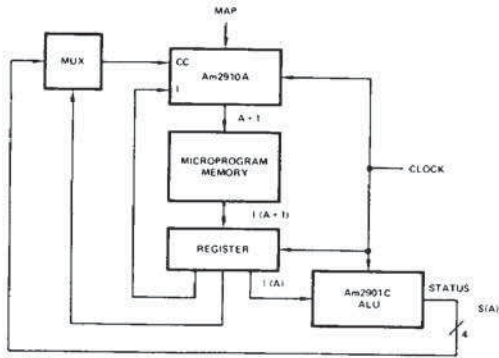 MAP
MUX
CC
Am2910A
I
A + 1
MICROPROGRAM
MEMORY
CLOCK
I (A + 1)
REGISTER
I (A)
Am2901C
ALU
STATUS
S(A)
4